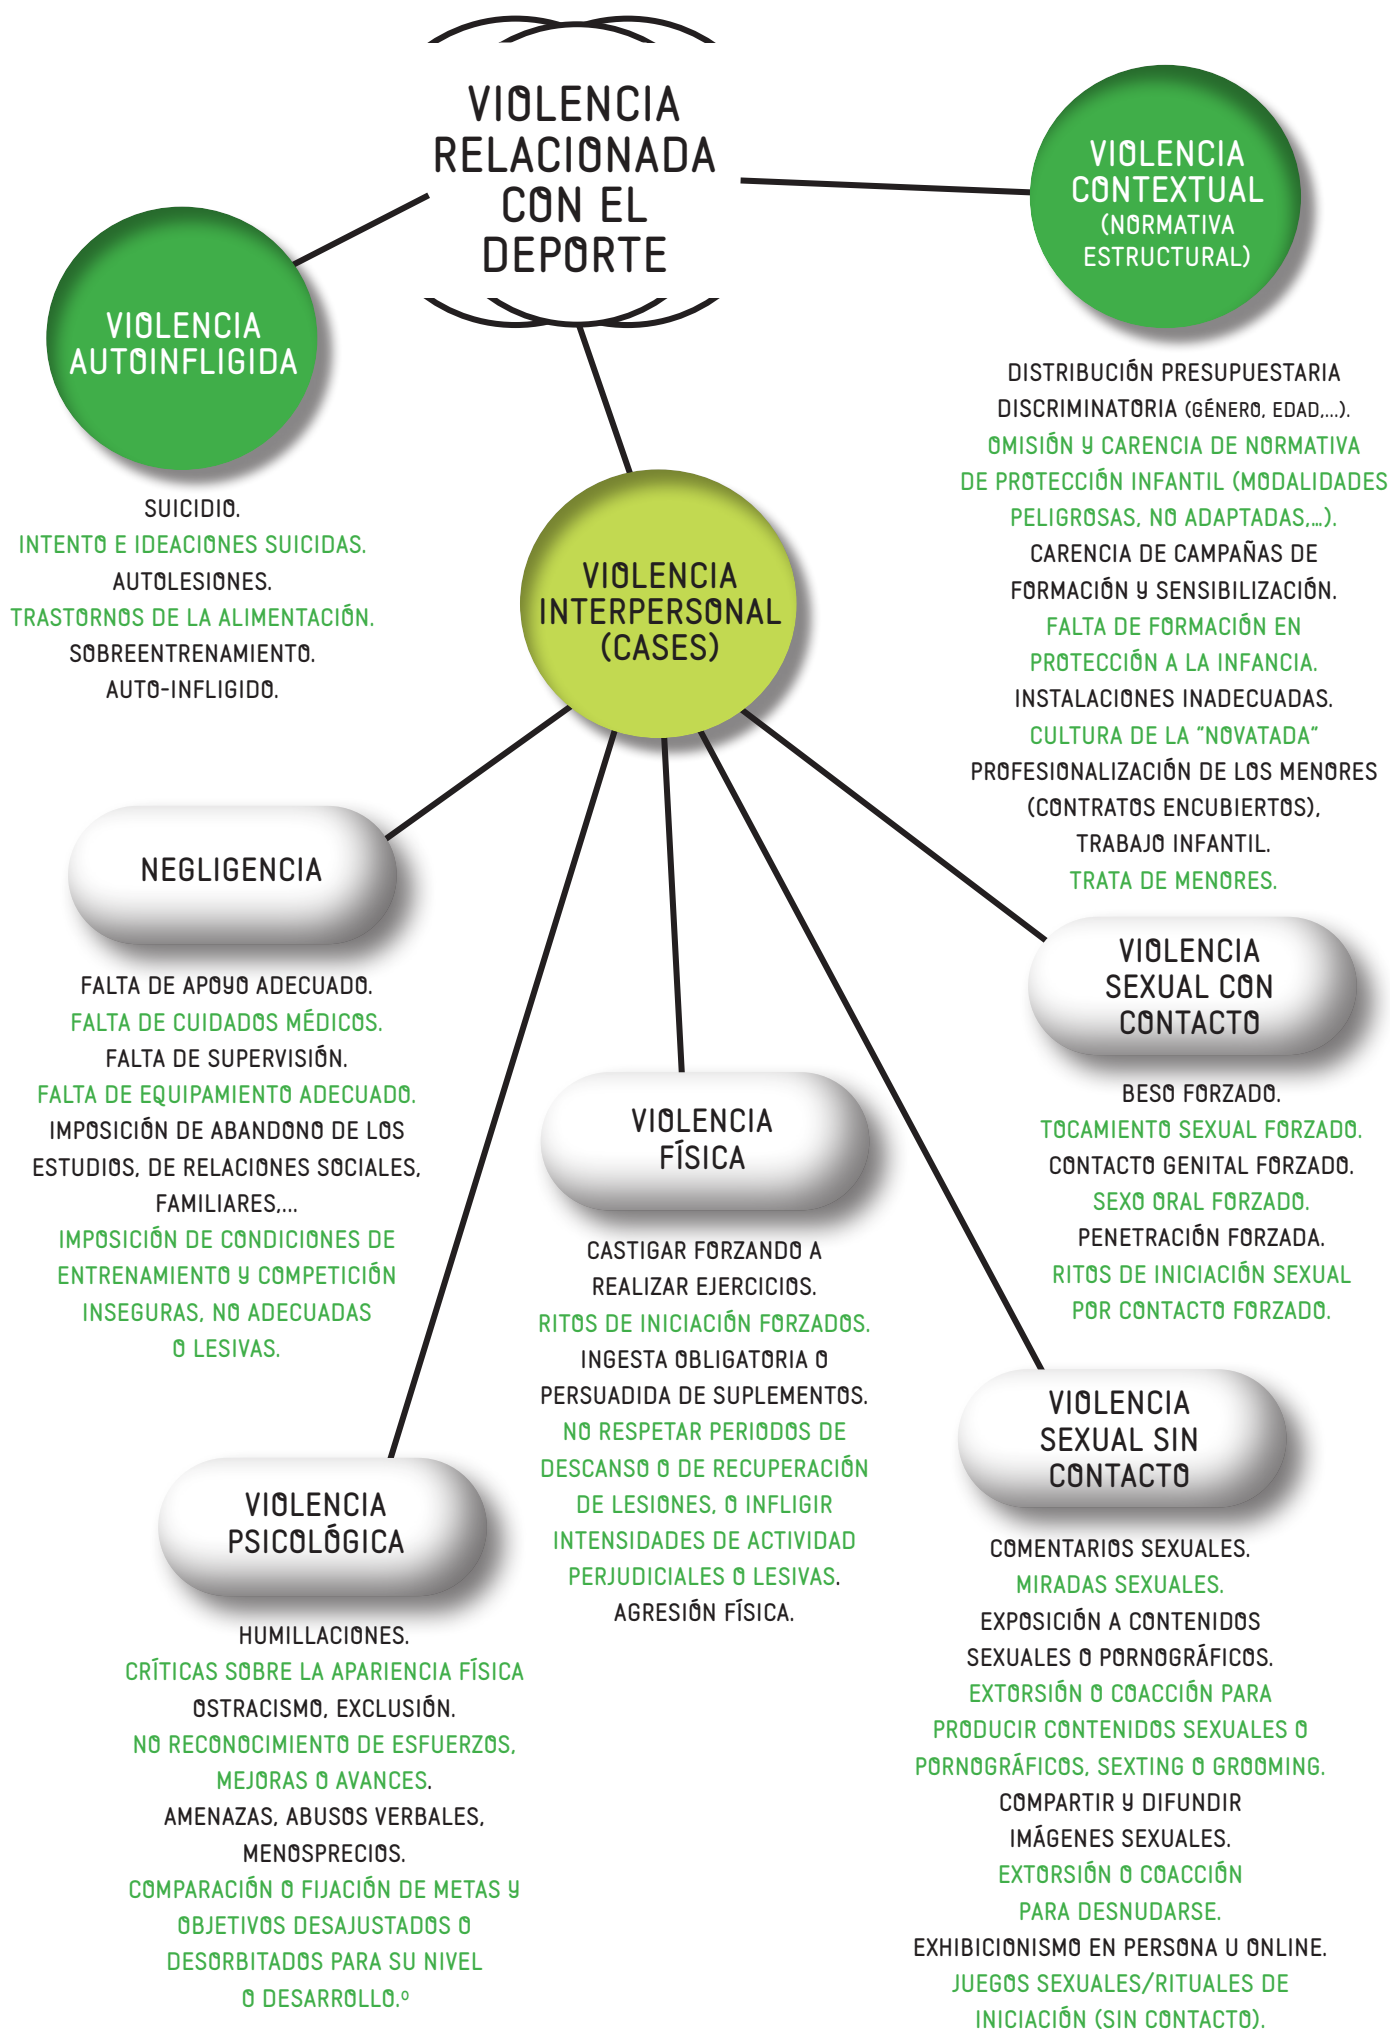 VIOLENCIA
RELACIONADA
CON EL
DEPORTE
VIOLENCIA
CONTEXTUAL
(NORMATIVA
ESTRUCTURAL)
DISTRIBUCIÓN PRESUPUESTARIA
DISCRIMINATORIA (GÉNERO, EDAD,...).
OMISIÓN Y CARENCIA DE NORMATIVA
DE PROTECCIÓN INFANTIL (MODALIDADES
PELIGROSAS, NO ADAPTADAS,...).
CARENCIA DE CAMPAÑAS DE
FORMACIÓN Y SENSIBILIZACIÓN.
FALTA DE FORMACIÓN EN
PROTECCIÓN A LA INFANCIA.
INSTALACIONES INADECUADAS.
CULTURA DE LA "NOVATADA"
PROFESIONALIZACIÓN DE LOS MENORES
(CONTRATOS ENCUBIERTOS),
TRABAJO INFANTIL.
TRATA DE MENORES.
VIOLENCIA
AUTOINFLIGIDA
SUICIDIO.
INTENTO E IDEACIONES SUICIDAS.
AUTOLESIONES.
TRASTORNOS DE LA ALIMENTACIÓN.
SOBREENTRENAMIENTO.
AUTO-INFLIGIDO.
VIOLENCIA
INTERPERSONAL
(CASES)
NEGLIGENCIA
FALTA DE APOYO ADECUADO.
FALTA DE CUIDADOS MÉDICOS.
FALTA DE SUPERVISIÓN.
FALTA DE EQUIPAMIENTO ADECUADO.
IMPOSICIÓN DE ABANDONO DE LOS
ESTUDIOS, DE RELACIONES SOCIALES,
FAMILIARES,...
IMPOSICIÓN DE CONDICIONES DE
ENTRENAMIENTO Y COMPETICIÓN
INSEGURAS, NO ADECUADAS
O LESIVAS.
VIOLENCIA
PSICOLÓGICA
HUMILLACIONES.
CRÍTICAS SOBRE LA APARIENCIA FÍSICA
OSTRACISMO, EXCLUSIÓN.
NO RECONOCIMIENTO DE ESFUERZOS,
MEJORAS O AVANCES.
AMENAZAS, ABUSOS VERBALES,
MENOSPRECIOS.
COMPARACIÓN O FIJACIÓN DE METAS Y
OBJETIVOS DESAJUSTADOS O
DESORBITADOS PARA SU NIVEL
O DESARROLLO.º
VIOLENCIA
FÍSICA
CASTIGAR FORZANDO A
REALIZAR EJERCICIOS.
RITOS DE INICIACIÓN FORZADOS.
INGESTA OBLIGATORIA O
PERSUADIDA DE SUPLEMENTOS.
NO RESPETAR PERIODOS DE
DESCANSO O DE RECUPERACIÓN
DE LESIONES, O INFLIGIR
INTENSIDADES DE ACTIVIDAD
PERJUDICIALES O LESIVAS.
AGRESIÓN FÍSICA.
VIOLENCIA
SEXUAL CON
CONTACTO
BESO FORZADO.
TOCAMIENTO SEXUAL FORZADO.
CONTACTO GENITAL FORZADO.
SEXO ORAL FORZADO.
PENETRACIÓN FORZADA.
RITOS DE INICIACIÓN SEXUAL
POR CONTACTO FORZADO.
VIOLENCIA
SEXUAL SIN
CONTACTO
COMENTARIOS SEXUALES.
MIRADAS SEXUALES.
EXPOSICIÓN A CONTENIDOS
SEXUALES O PORNOGRÁFICOS.
EXTORSIÓN O COACCIÓN PARA
PRODUCIR CONTENIDOS SEXUALES O
PORNOGRÁFICOS, SEXTING O GROOMING.
COMPARTIR Y DIFUNDIR
IMÁGENES SEXUALES.
EXTORSIÓN O COACCIÓN
PARA DESNUDARSE.
EXHIBICIONISMO EN PERSONA U ONLINE.
JUEGOS SEXUALES/RITUALES DE
INICIACIÓN (SIN CONTACTO).